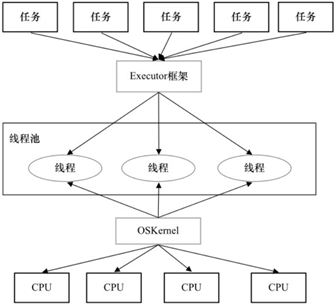 任务 任务 任务 任务 任务
Executor框架
线程池
线程 线程 线程
OSKernel
CPU CPU CPU CPU